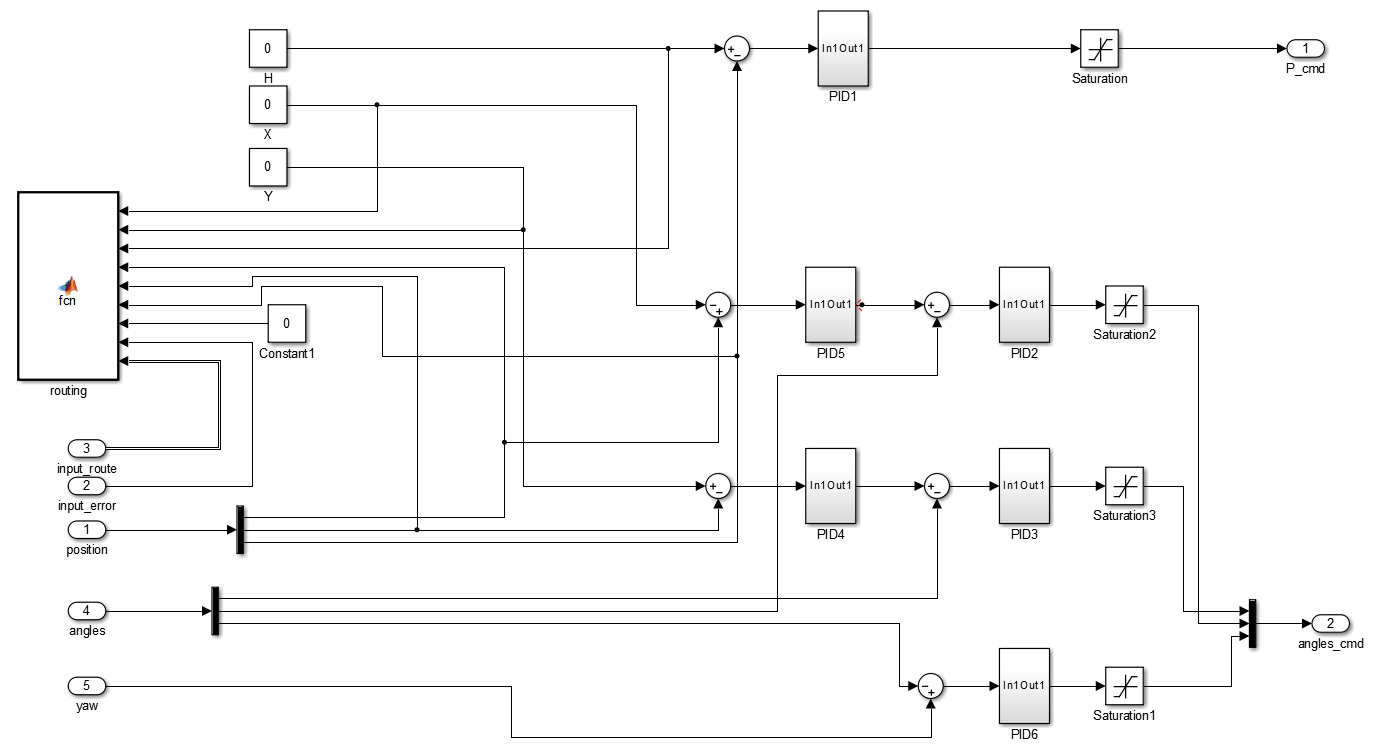 0
H
In1Out1
PID1
Saturation
1
P_cmd
0
X
0
Y
fcn
routing
0
Constant1
In1Out1
PID5
In1Out1
PID2
Saturation2
3
input_route
2
input_error
1
position
In1Out1
PID4
In1Out1
PID3
Saturation3
4
angles
5
yaw
In1Out1
PID6
Saturation1
2
angles_cmd